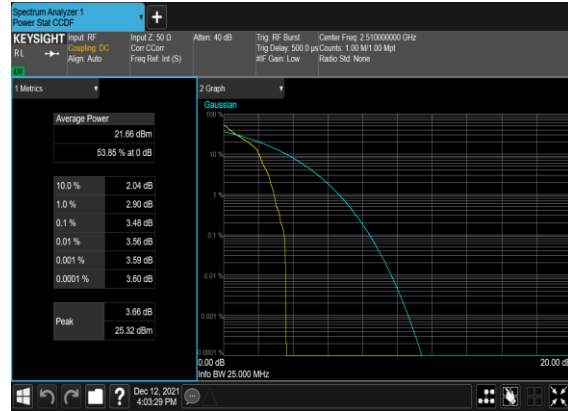 Spectrum Analyzer 1
Power Stat CCDF
KEYSIGHT
Input: RF
Input Z: 50 Ω
Atten: 40 dB
Trig: RF Burst
Center Freq: 2.510000000 GHz
RL
Coupling: DC
Corr CCorr
Trig Delay: 500.0 µs
Counts: 1.00 M/1.00 Mpt
Align: Auto
Freq Ref: Int (S)
#IF Gain: Low
Radio Std: None
1 Metrics
2 Graph
Gaussian
Average Power
21.66 dBm
53.85 % at 0 dB
10.0 % 2.04 dB
1.0 % 2.90 dB
0.1 % 3.48 dB
0.01 % 3.56 dB
0.001 % 3.59 dB
0.0001 % 3.60 dB
Peak
3.66 dB
25.32 dBm
100 %
10 %
1 %
0.1 %
0.01 %
0.001 %
0.0001 %
0.00 dB
20.00 dB
Info BW 25.000 MHz
?
Dec 12, 2021
4:03:29 PM